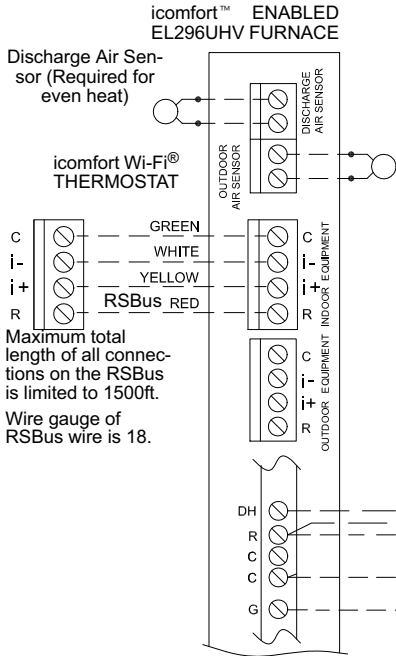 icomfort™ ENABLED
EL296UHV FURNACE
Discharge Air Sen-
sor (Required for
even heat)
DISCHARGE
AIR SENSOR
OUTDOOR
AIR SENSOR
icomfort Wi-Fi®
THERMOSTAT
C GREEN C
i- WHITE i-
i+ YELLOW i+
R RSBus RED R
INDOOR EQUIPMENT
Maximum total
length of all connec-
tions on the RSBus
is limited to 1500ft.
Wire gauge of
RSBus wire is 18.
C
i-
i+
R
OUTDOOR EQUIPMENT
DH
R
C
C
G